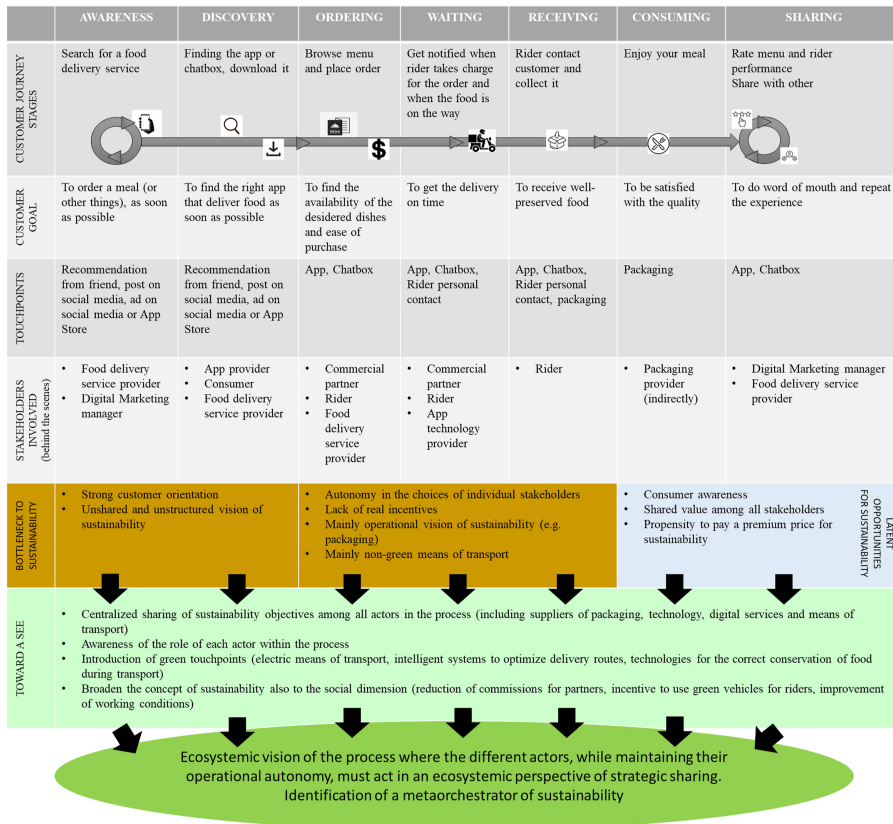 AWARENESS
DISCOVERY
ORDERING
WAITING
RECEIVING
CONSUMING
SHARING
CUSTOMER JOURNEY
STAGES
Search for a food
delivery service
Finding the app or
chatbox, download it
Browse menu
and place order
Get notified when
rider takes charge
for the order and
when the food is
on the way
Rider contact
customer and
collect it
Enjoy your meal
Rate menu and rider
performance
Share with other
$
CUSTOMER
GOAL
To order a meal (or
other things), as soon
as possible
To find the right app
that deliver food as
soon as possible
To find the
availability of the
desidered dishes
and ease of
purchase
To get the delivery
on time
To receive well-
preserved food
To be satisfied
with the quality
To do word of mouth and repeat
the experience
TOUCHPOINTS
Recommendation
from friend, post on
social media, ad on
social media or App
Store
Recommendation
from friend, post on
social media, ad on
social media or App
Store
App, Chatbox
App, Chatbox,
Rider personal
contact
App, Chatbox,
Rider personal
contact, packaging
Packaging
App, Chatbox
STAKEHOLDERS
INVOLVED
(behind the scenes)
• Food delivery
service provider
• Digital Marketing
manager
• App provider
• Consumer
• Food delivery
service provider
• Commercial
partner
• Rider
• Food
delivery
service
provider
• Commercial
partner
• Rider
• App
technology
provider
• Rider
• Packaging
provider
(indirectly)
• Digital Marketing manager
• Food delivery service
provider
BOTTLENECK TO
SUSTAINABILITY
• Strong customer orientation
• Unshared and unstructured vision of
sustainability
• Autonomy in the choices of individual stakeholders
• Lack of real incentives
• Mainly operational vision of sustainability (e.g.
packaging)
• Mainly non-green means of transport
• Consumer awareness
• Shared value among all stakeholders
• Propensity to pay a premium price for
sustainability
LATENT
OPPORTUNITIES
FOR SUSTAINABILITY
TOWARD A SEE
• Centralized sharing of sustainability objectives among all actors in the process (including suppliers of packaging, technology, digital services and means of
transport)
• Awareness of the role of each actor within the process
• Introduction of green touchpoints (electric means of transport, intelligent systems to optimize delivery routes, technologies for the correct conservation of food
during transport)
• Broaden the concept of sustainability also to the social dimension (reduction of commissions for partners, incentive to use green vehicles for riders, improvement
of working conditions)
Ecosystemic vision of the process where the different actors, while maintaining their
operational autonomy, must act in an ecosystemic perspective of strategic sharing.
Identification of a metaorchestrator of sustainability